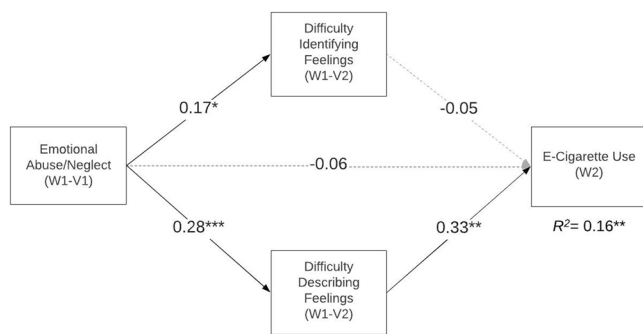 Difficulty
Identifying
Feelings
(W1-V2)
0.17*
-0.05
Emotional
Abuse/Neglect
(W1-V1)
-0.06
E-Cigarette Use
(W2)
0.28***
0.33**
R²= 0.16**
Difficulty
Describing
Feelings
(W1-V2)